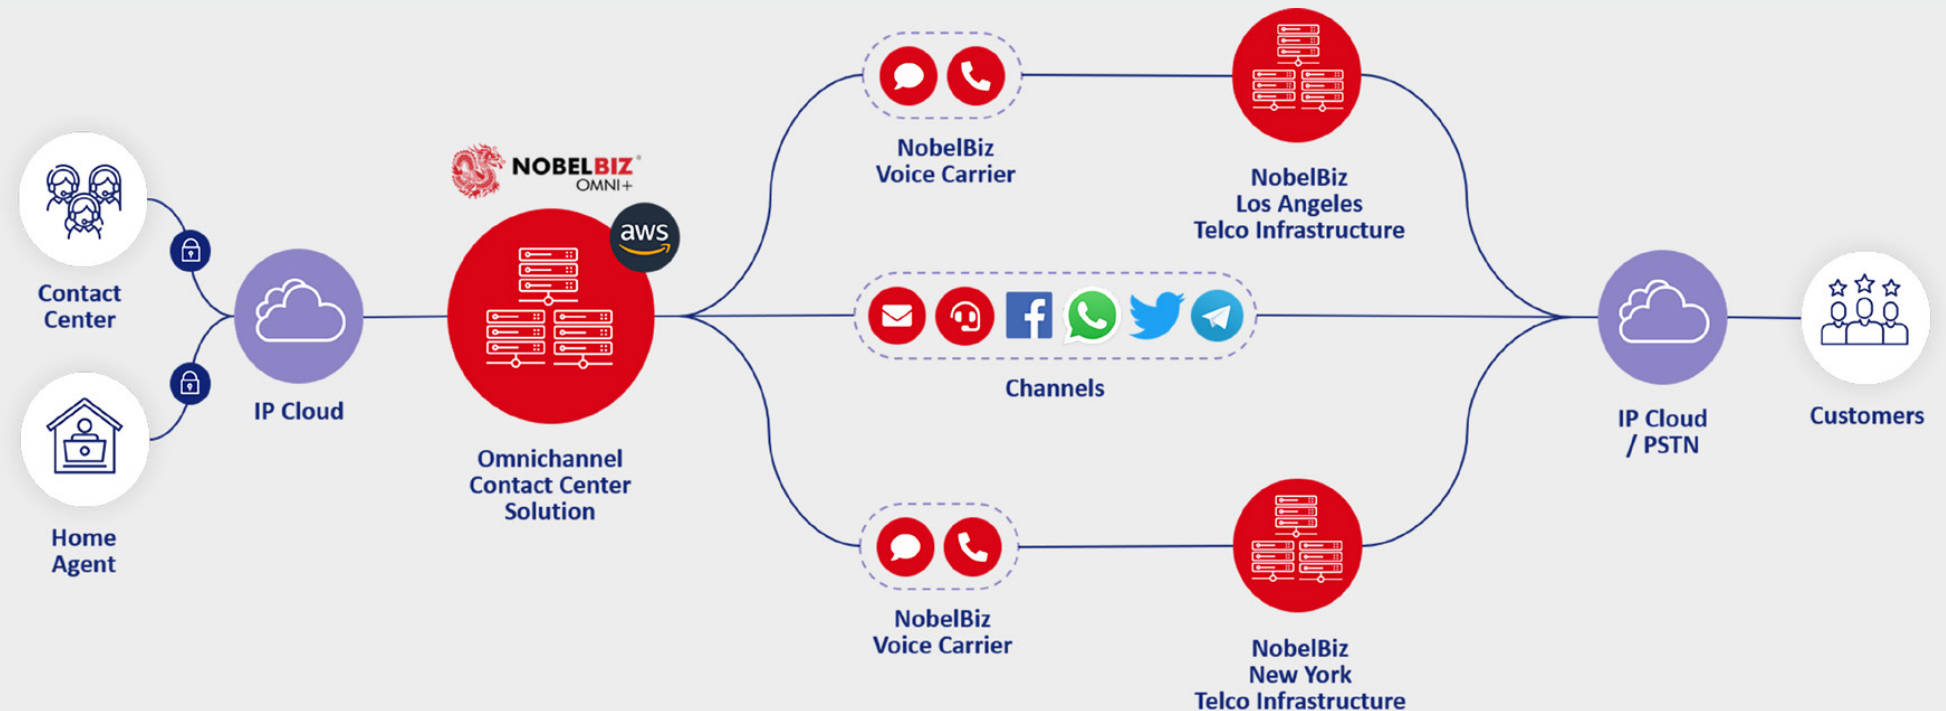 Contact
Center
Home
Agent
IP Cloud
NOBELBIZ®
OMNI+
aws
Omnichannel
Contact Center
Solution
NobelBiz
Voice Carrier
NobelBiz
Los Angeles
Telco Infrastructure
Channels
NobelBiz
Voice Carrier
NobelBiz
New York
Telco Infrastructure
IP Cloud
/ PSTN
Customers